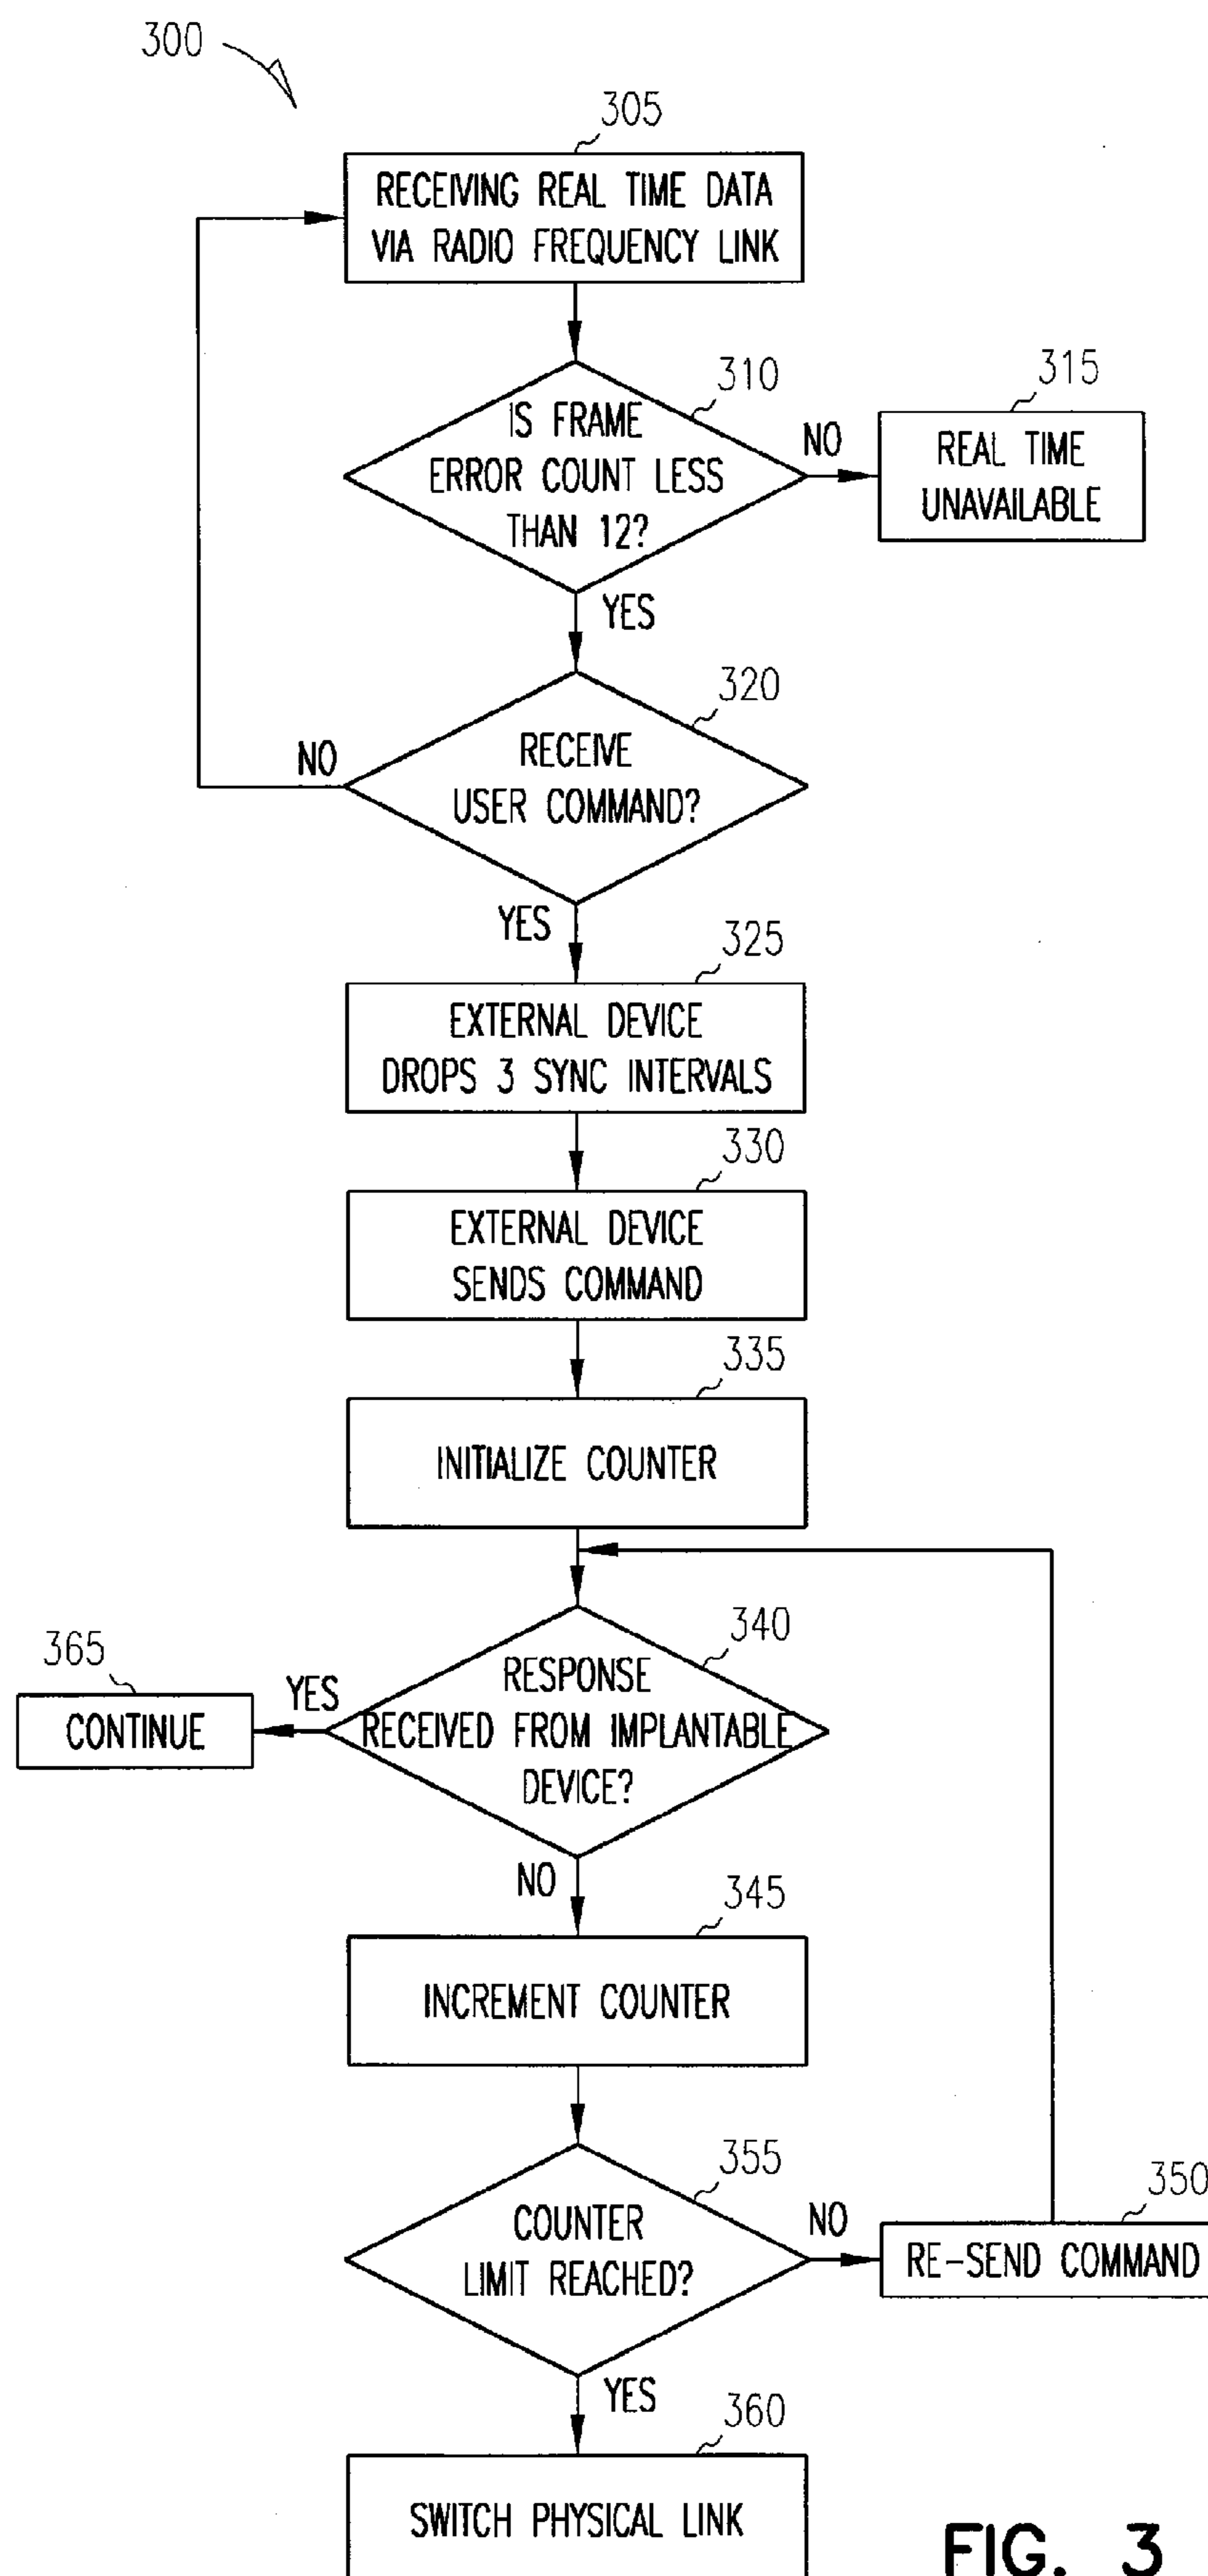 300
305
RECEIVING REAL TIME DATA
VIA RADIO FREQUENCY LINK
310
IS FRAME
ERROR COUNT LESS
THAN 12?
NO
315
REAL TIME
UNAVAILABLE
YES
320
RECEIVE
USER COMMAND?
NO
YES
325
EXTERNAL DEVICE
DROPS 3 SYNC INTERVALS
330
EXTERNAL DEVICE
SENDS COMMAND
335
INITIALIZE COUNTER
340
RESPONSE
RECEIVED FROM IMPLANTABLE
DEVICE?
YES
365
CONTINUE
NO
345
INCREMENT COUNTER
355
COUNTER
LIMIT REACHED?
NO
350
RE-SEND COMMAND
YES
360
SWITCH PHYSICAL LINK
FIG. 3